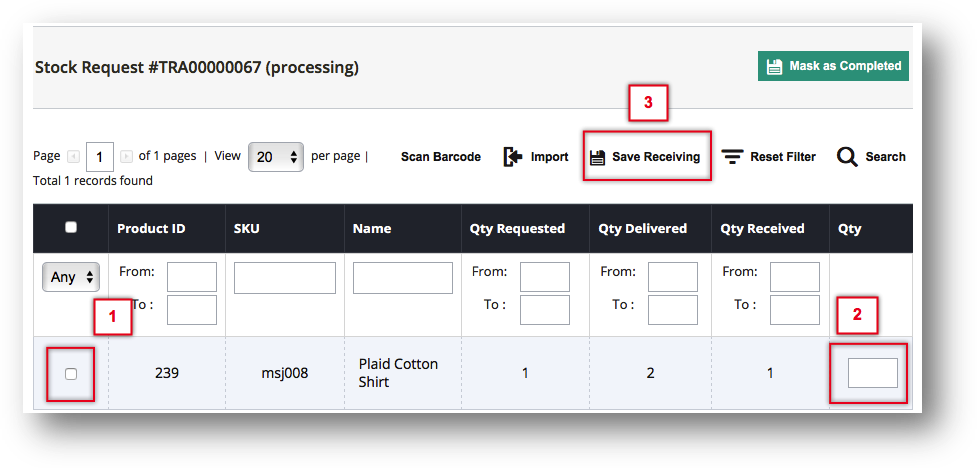 Stock Request #TRA00000067 (processing)
Mask as Completed
3
Page 1 of 1 pages | View 20 per page |
Scan Barcode Import Save Receiving Reset Filter Search
Total 1 records found
Product ID SKU Name Qty Requested Qty Delivered Qty Received Qty
Any From: From: From: From:
To : To : To : To :
1 2
239 msj008 Plaid Cotton 1 2 1
Shirt